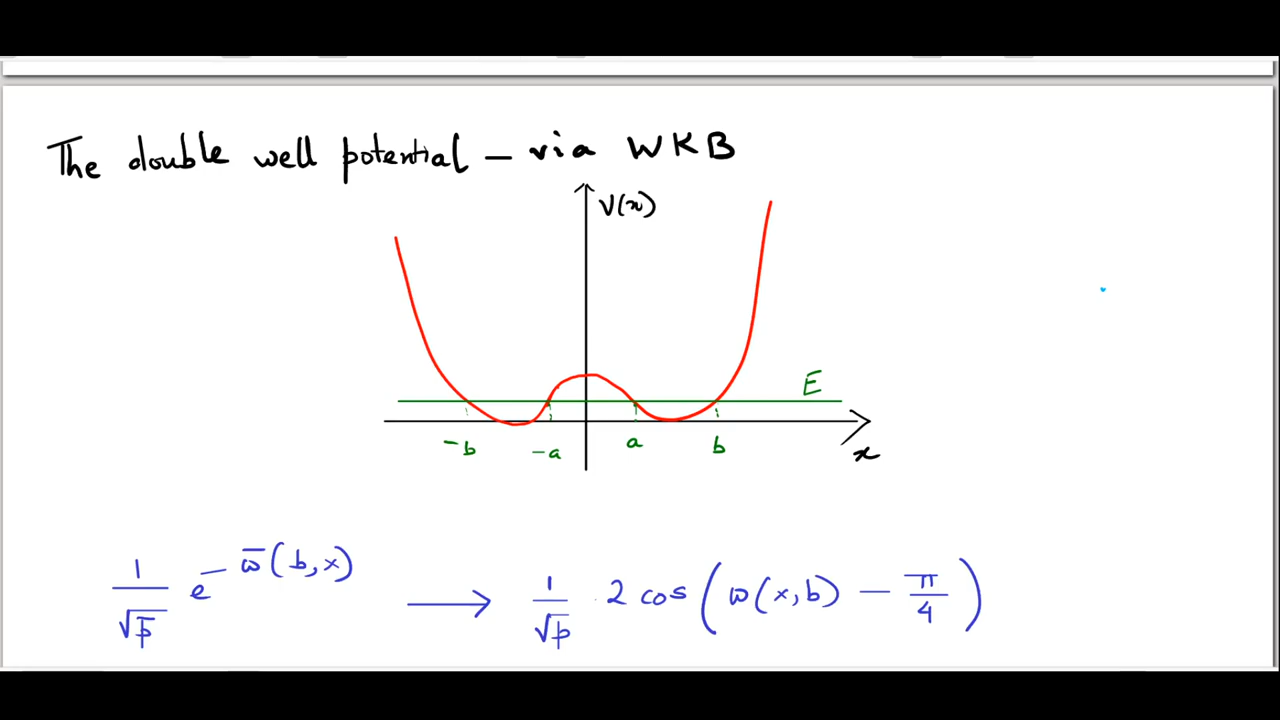 The double well potential – via WKB
V(x)
E
-b -a a b
x
1/√p̄ e^{-w̄(b,x)} ⟶ 1/√p · 2 cos(w(x,b) − π/4)